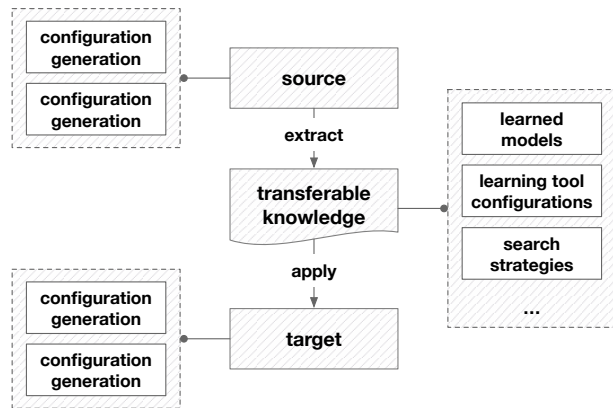 configuration
generation
configuration
generation
source
extract
learned
models
learning tool
configurations
search
strategies
...
transferable
knowledge
apply
configuration
generation
configuration
generation
target